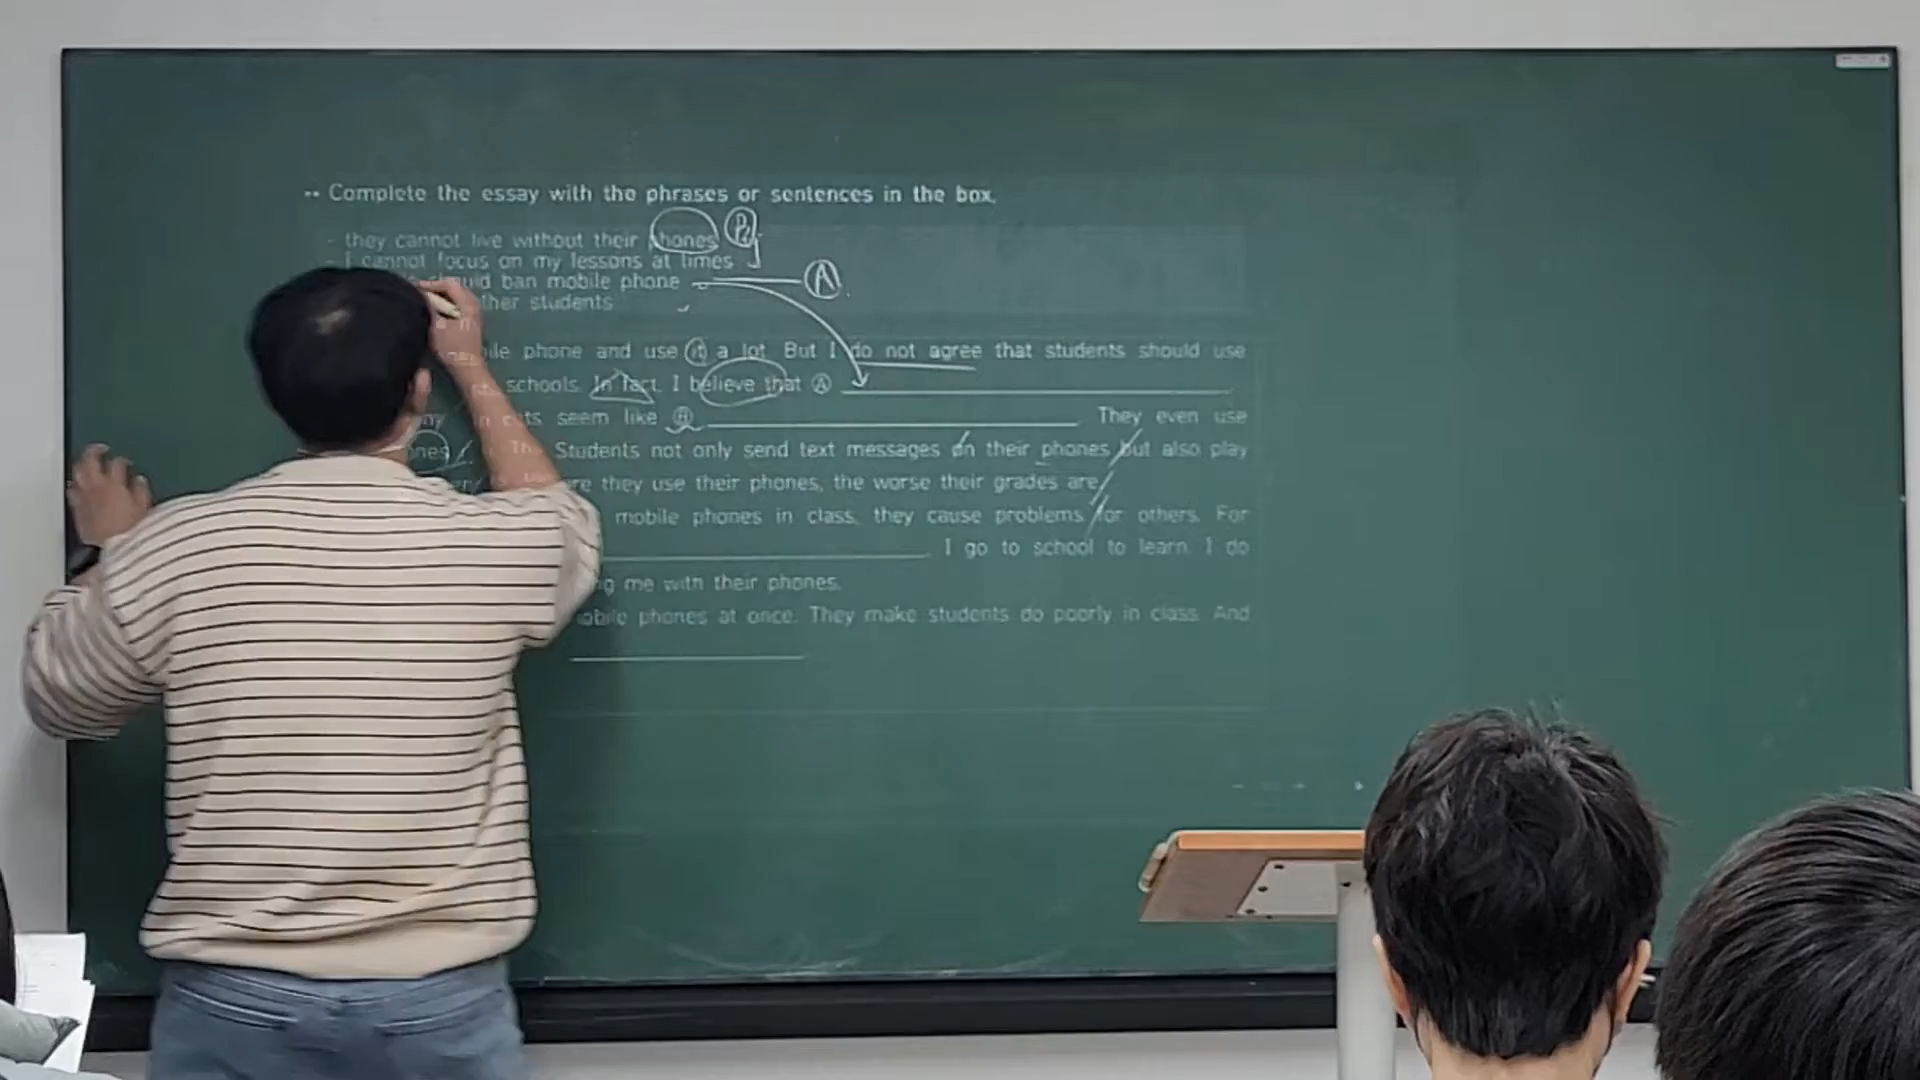 -- Complete the essay with the phrases or sentences in the box.
- they cannot live without their phones B
- I cannot focus on my lessons at times
should ban mobile phone A
other students
mobile phone and use it a lot. But I do not agree that students should use
schools. In fact, I believe that Ⓐ
seem like Ⓑ They even use
Students not only send text messages on their phones but also play
they use their phones, the worse their grades are.
mobile phones in class, they cause problems for others. For
I go to school to learn. I do
me with their phones.
mobile phones at once. They make students do poorly in class. And